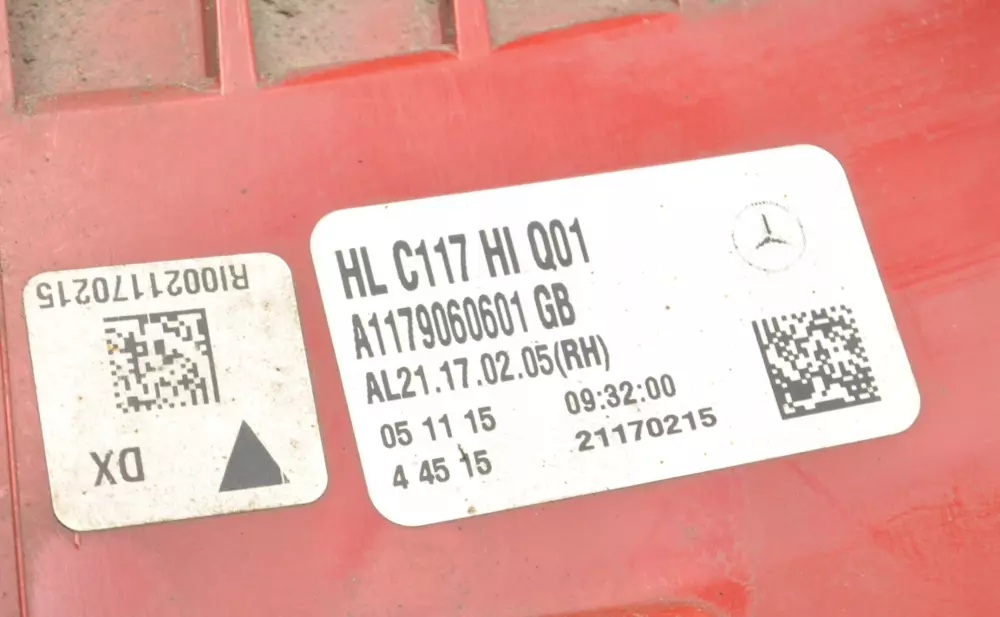 HL C117 HI Q01
A1179060601 GB
AL21.17.02.05(RH)
05 11 15 09:32:00
4 45 15 21170215
RI0021170215
DX